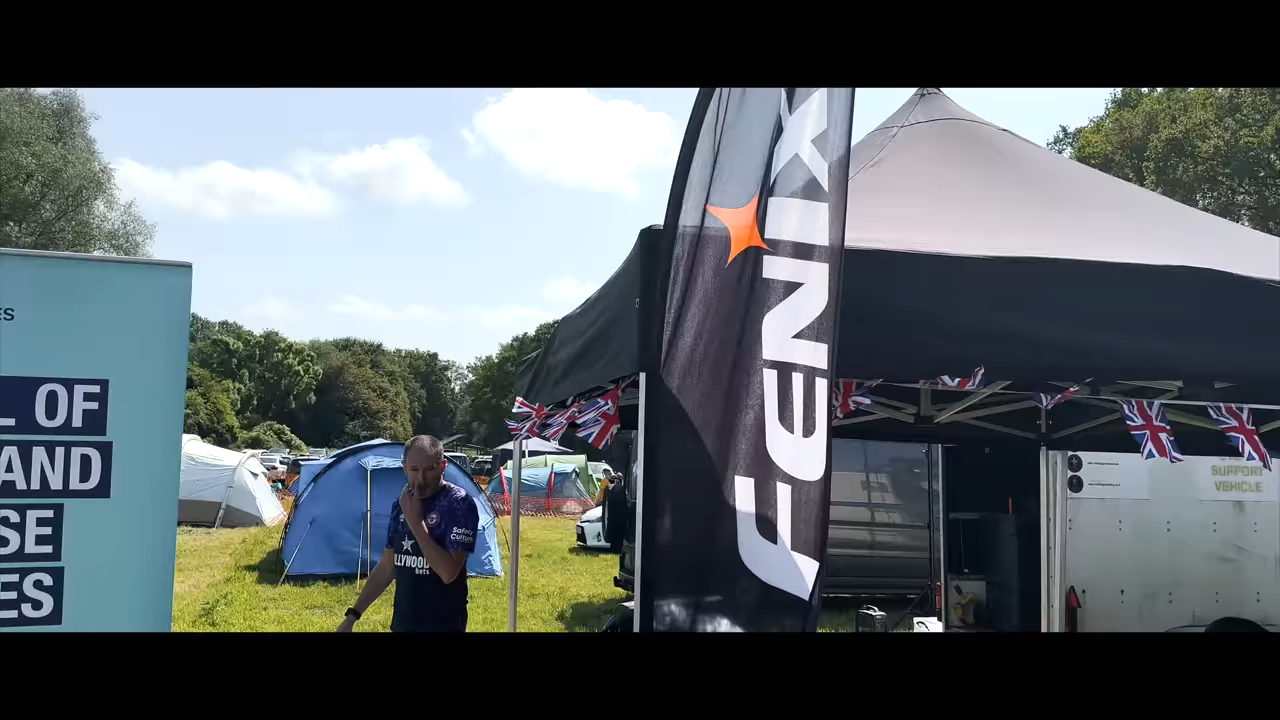 ES
L OF
AND
SE
ES
FENIX
Safety
Culture
LLYWOOD
bets
SUPPORT
VEHICLE